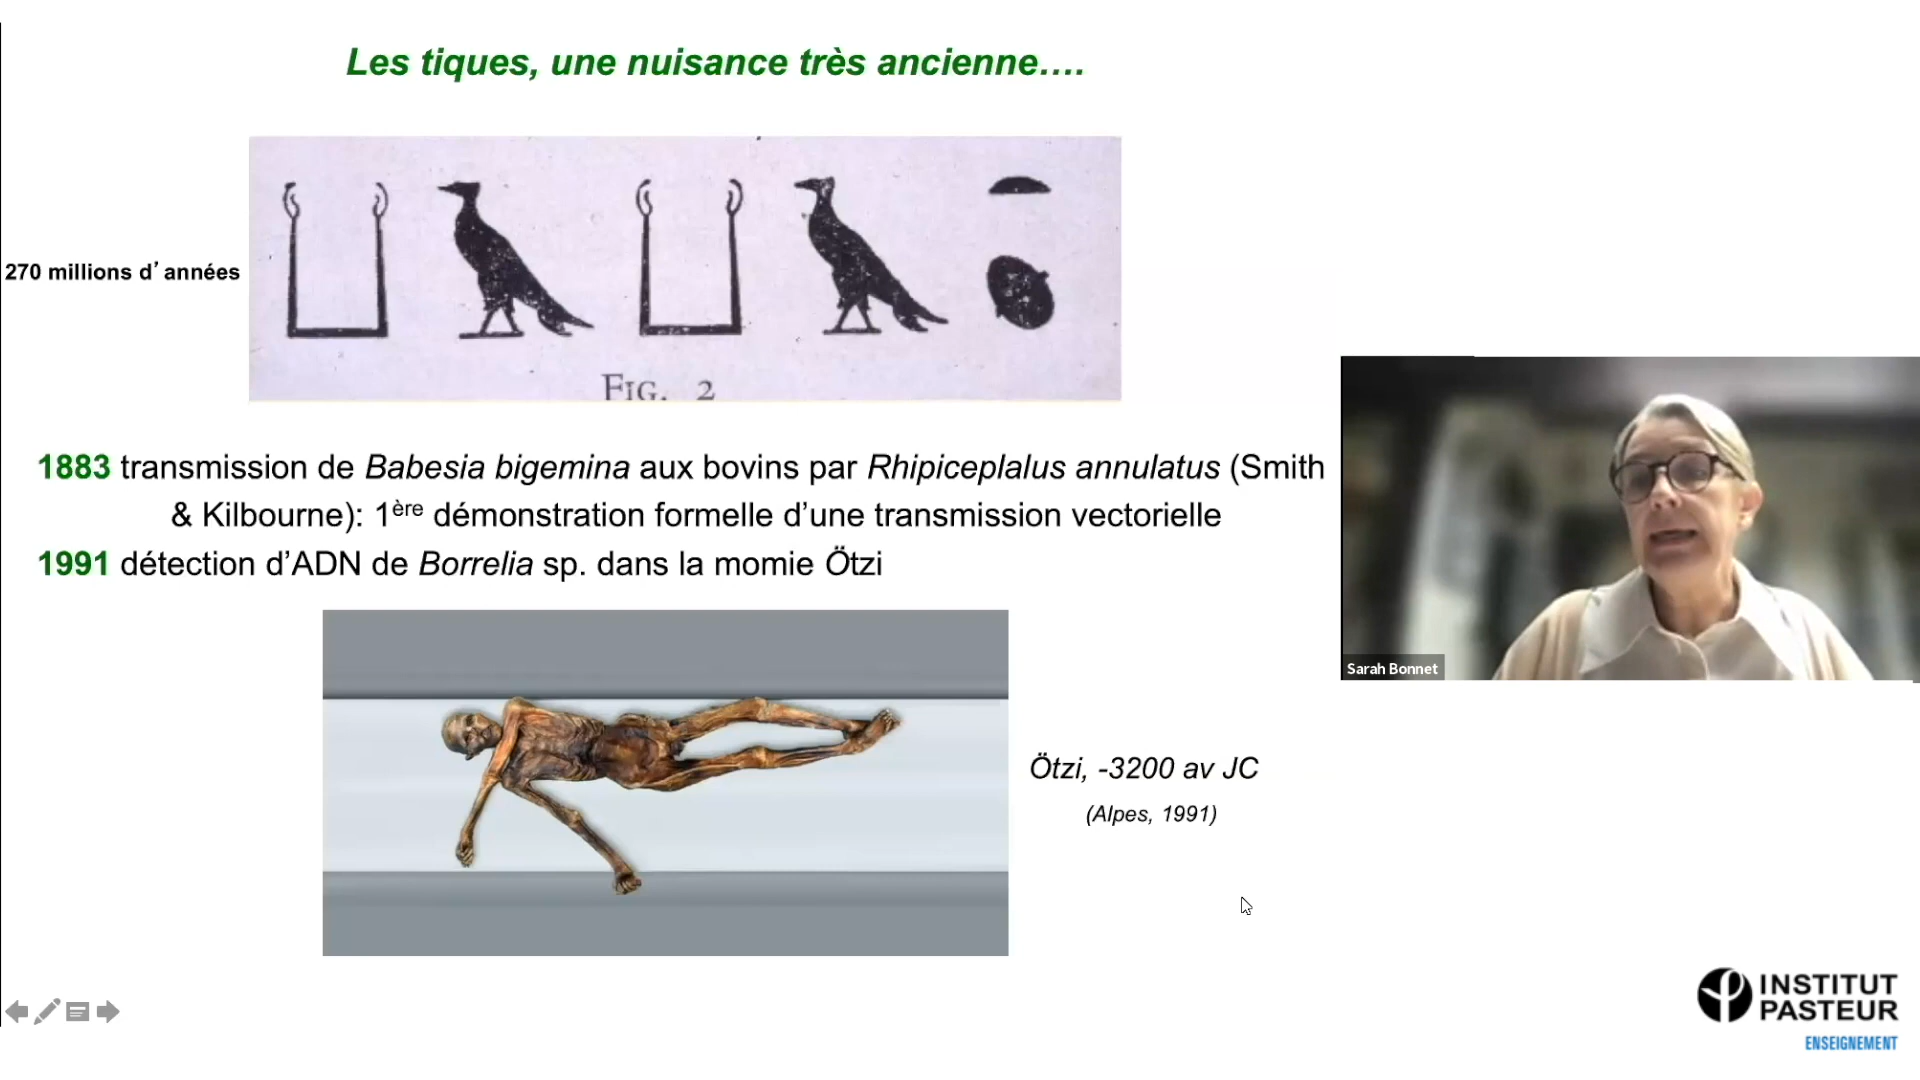 Les tiques, une nuisance très ancienne….
270 millions d’années
FIG. 2
1883 transmission de Babesia bigemina aux bovins par Rhipiceplalus annulatus (Smith
& Kilbourne): 1ère démonstration formelle d’une transmission vectorielle
1991 détection d’ADN de Borrelia sp. dans la momie Ötzi
Sarah Bonnet
Ötzi, -3200 av JC
(Alpes, 1991)
INSTITUT
PASTEUR
ENSEIGNEMENT